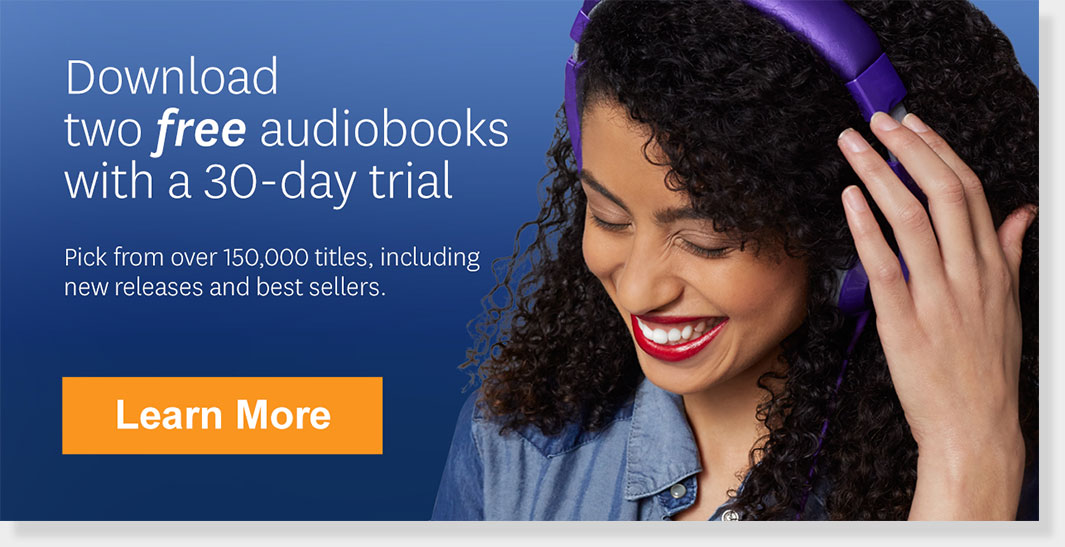 Download
two free audiobooks
with a 30-day trial
Pick from over 150,000 titles, including
new releases and best sellers.
Learn More